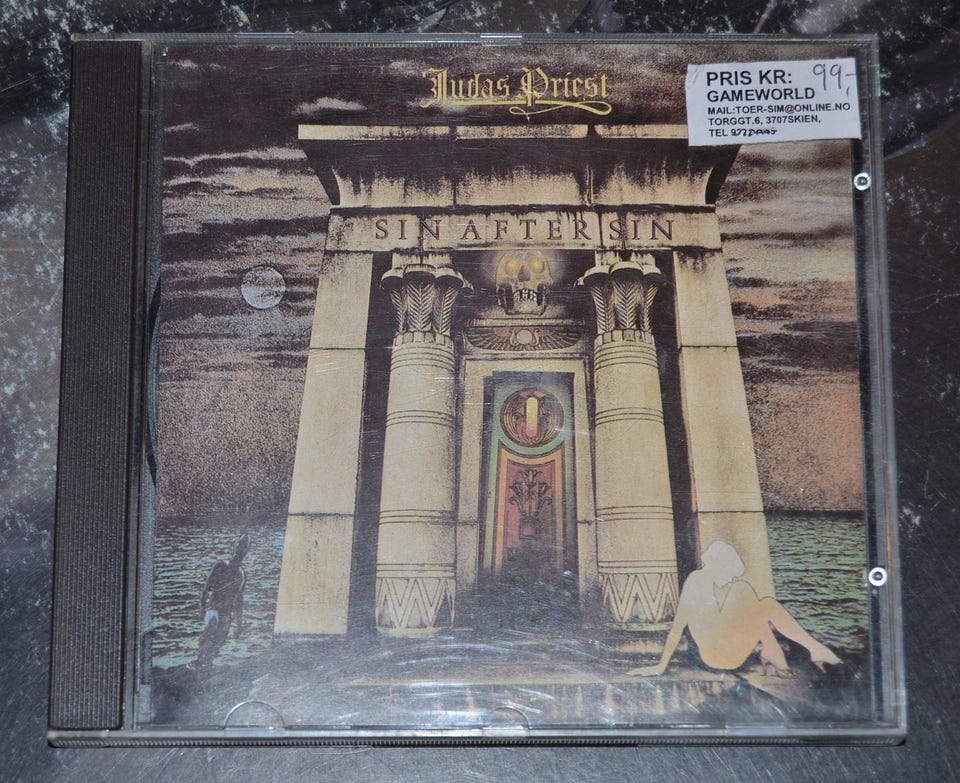 Judas Priest
PRIS KR: 99,-
GAMEWORLD
MAIL:TOER-SIM@ONLINE.NO
TORGGT.6, 3707SKIEN,
TEL
SIN AFTER SIN